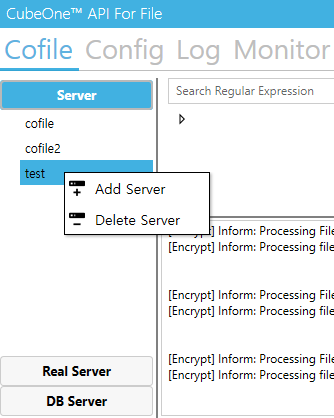 CubeOne™ API For File
Cofile Config Log Monitor
Server
Search Regular Expression
cofile
cofile2
test
Add Server
Delete Server
[Encrypt] Inform: Processing File
[Encrypt] Inform: Processing file
[Encrypt] Inform: Processing File
[Encrypt] Inform: Processing file
[Encrypt] Inform: Processing File
[Encrypt] Inform: Processing file
Real Server
DB Server